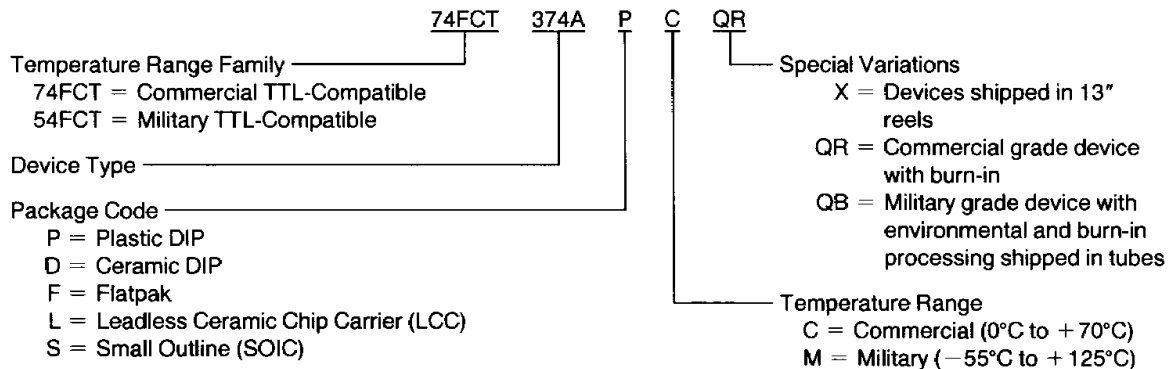 74FCT 374A P C QR
Temperature Range Family
74FCT = Commercial TTL-Compatible
54FCT = Military TTL-Compatible
Device Type
Package Code
P = Plastic DIP
D = Ceramic DIP
F = Flatpak
L = Leadless Ceramic Chip Carrier (LCC)
S = Small Outline (SOIC)
Special Variations
X = Devices shipped in 13″
reels
QR = Commercial grade device
with burn-in
QB = Military grade device with
environmental and burn-in
processing shipped in tubes
Temperature Range
C = Commercial (0°C to +70°C)
M = Military (−55°C to +125°C)